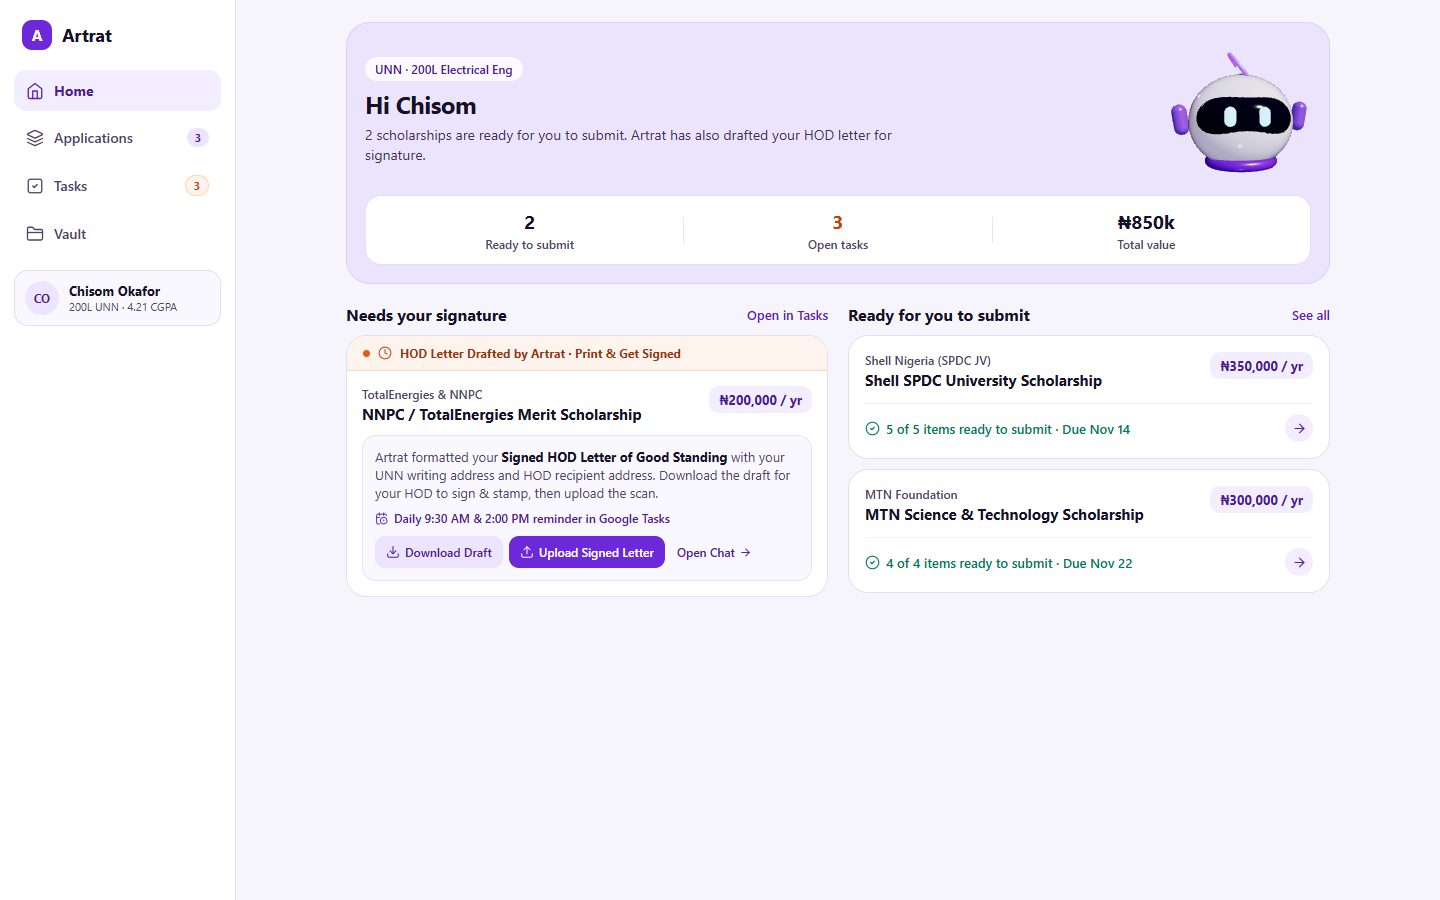 A Artrat
Home
Applications 3
Tasks 3
Vault
CO
Chisom Okafor
200L UNN · 4.21 CGPA
UNN · 200L Electrical Eng
Hi Chisom
2 scholarships are ready for you to submit. Artrat has also drafted your HOD letter for
signature.
2
Ready to submit
3
Open tasks
₦850k
Total value
Needs your signature
Open in Tasks
HOD Letter Drafted by Artrat · Print & Get Signed
TotalEnergies & NNPC
NNPC / TotalEnergies Merit Scholarship
₦200,000 / yr
Artrat formatted your Signed HOD Letter of Good Standing with your
UNN writing address and HOD recipient address. Download the draft for
your HOD to sign & stamp, then upload the scan.
Daily 9:30 AM & 2:00 PM reminder in Google Tasks
Download Draft
Upload Signed Letter
Open Chat →
Ready for you to submit
See all
Shell Nigeria (SPDC JV)
Shell SPDC University Scholarship
₦350,000 / yr
5 of 5 items ready to submit · Due Nov 14
MTN Foundation
MTN Science & Technology Scholarship
₦300,000 / yr
4 of 4 items ready to submit · Due Nov 22